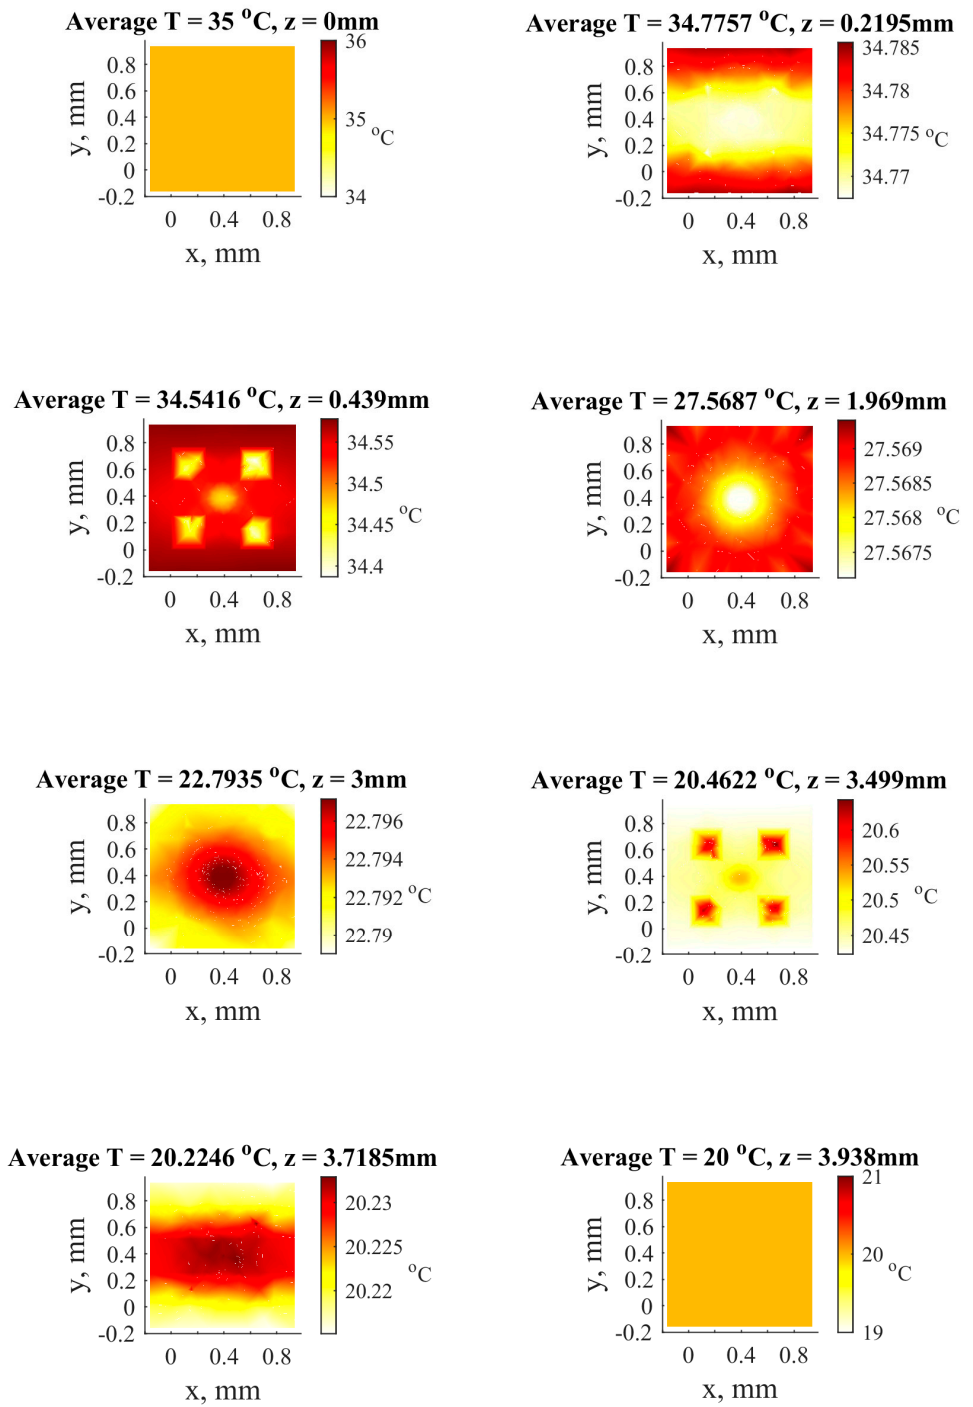 Average T = 35 °C, z = 0mm
36
35
34
°C
0.8
0.6
0.4
0.2
0
-0.2
y, mm
0 0.4 0.8
x, mm
Average T = 34.7757 °C, z = 0.2195mm
34.785
34.78
34.775
34.77
°C
0.8
0.6
0.4
0.2
0
-0.2
y, mm
0 0.4 0.8
x, mm
Average T = 34.5416 °C, z = 0.439mm
34.55
34.5
34.45
34.4
°C
0.8
0.6
0.4
0.2
0
-0.2
y, mm
0 0.4 0.8
x, mm
Average T = 27.5687 °C, z = 1.969mm
27.569
27.5685
27.568
27.5675
°C
0.8
0.6
0.4
0.2
0
-0.2
y, mm
0 0.4 0.8
x, mm
Average T = 22.7935 °C, z = 3mm
22.796
22.794
22.792
22.79
°C
0.8
0.6
0.4
0.2
0
-0.2
y, mm
0 0.4 0.8
x, mm
Average T = 20.4622 °C, z = 3.499mm
20.6
20.55
20.5
20.45
°C
0.8
0.6
0.4
0.2
0
-0.2
y, mm
0 0.4 0.8
x, mm
Average T = 20.2246 °C, z = 3.7185mm
20.23
20.225
20.22
°C
0.8
0.6
0.4
0.2
0
-0.2
y, mm
0 0.4 0.8
x, mm
Average T = 20 °C, z = 3.938mm
21
20
19
°C
0.8
0.6
0.4
0.2
0
-0.2
y, mm
0 0.4 0.8
x, mm